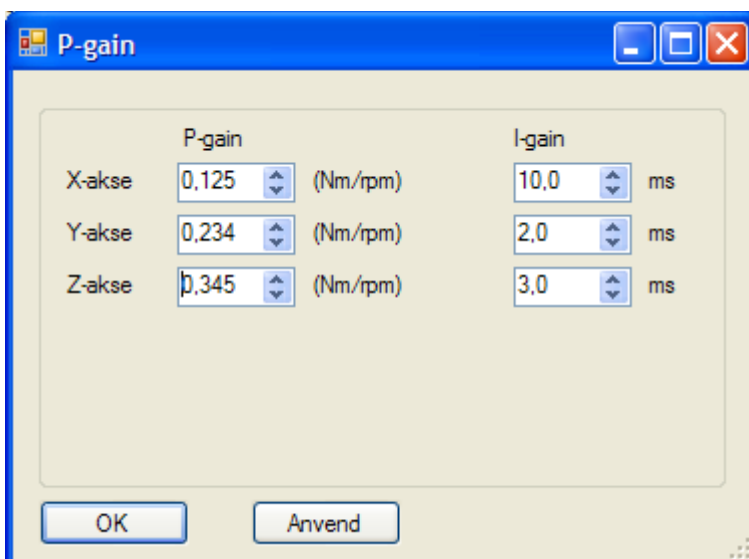 P-gain
P-gain I-gain
X-akse 0,125 (Nm/rpm) 10,0 ms
Y-akse 0,234 (Nm/rpm) 2,0 ms
Z-akse 0,345 (Nm/rpm) 3,0 ms
OK Anvend